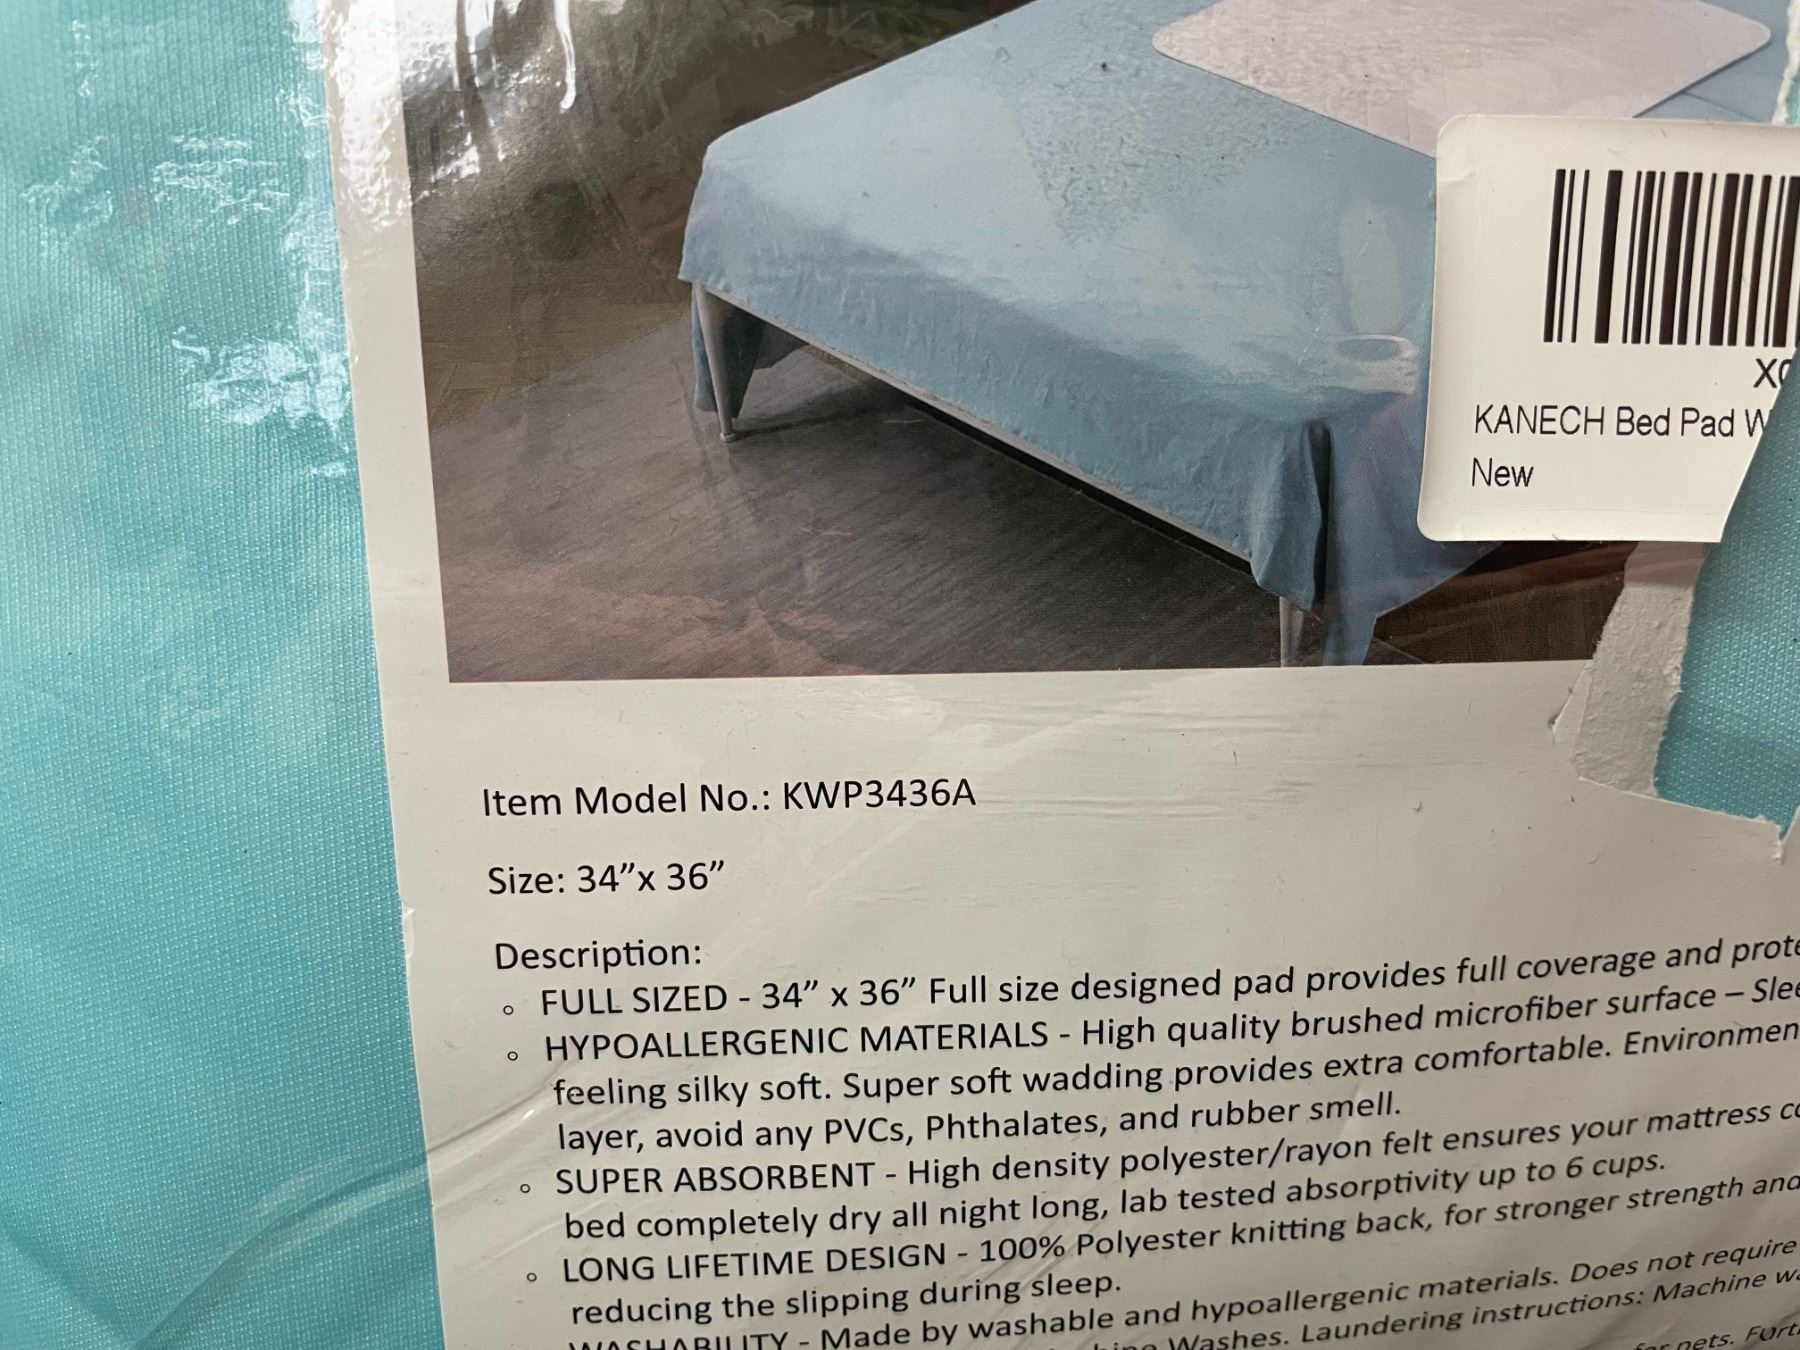 KANECH Bed Pad
New
Item Model No.: KWP3436A
Size: 34”x 36”
Description:
◦ FULL SIZED - 34” x 36” Full size designed pad provides full coverage and
◦ HYPOALLERGENIC MATERIALS - High quality brushed microfiber surface –
feeling silky soft. Super soft wadding provides extra comfortable.
layer, avoid any PVCs, Phthalates, and rubber smell.
◦ SUPER ABSORBENT - High density polyester/rayon felt ensures your mattress
bed completely dry all night long, lab tested absorptivity up to 6 cups.
◦ LONG LIFETIME DESIGN - 100% Polyester knitting back, for stronger strength and
reducing the slipping during sleep.
WASHABILITY - Made by washable and hypoallergenic materials. Does not require
Washes. Laundering instructions: Machine
pets.